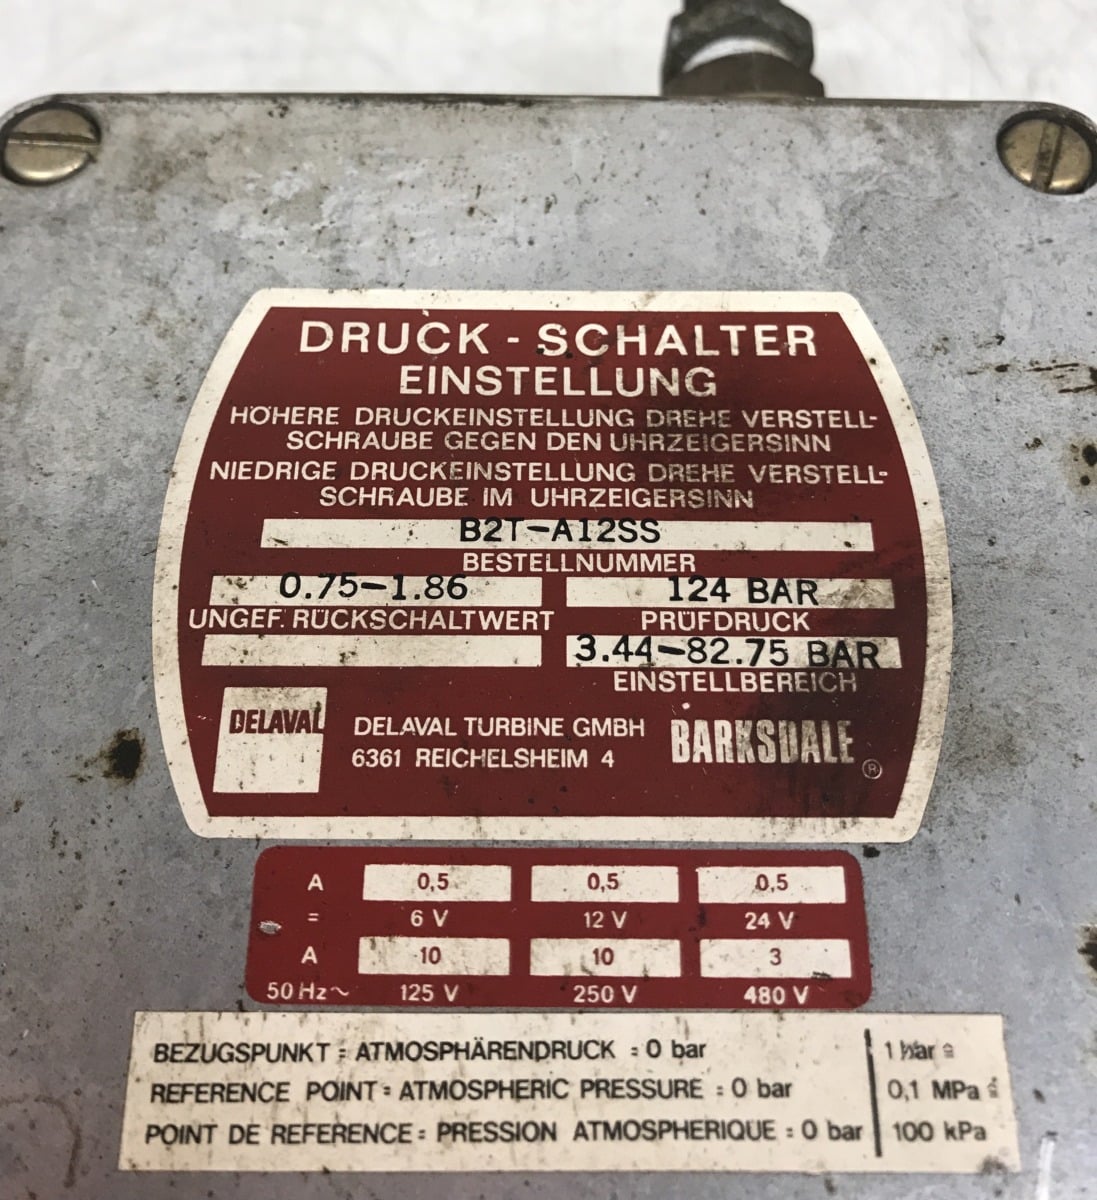 DRUCK - SCHALTER
EINSTELLUNG
HÖHERE DRUCKEINSTELLUNG DREHE VERSTELL-
SCHRAUBE GEGEN DEN UHRZEIGERSINN
NIEDRIGE DRUCKEINSTELLUNG DREHE VERSTELL-
SCHRAUBE IM UHRZEIGERSINN
B2T-A12SS
BESTELLNUMMER
0.75-1.86 124 BAR
UNGEF. RÜCKSCHALTWERT PRÜFDRUCK
3.44-82.75 BAR
EINSTELLBEREICH
DELAVAL DELAVAL TURBINE GMBH BARKSDALE ®
6361 REICHELSHEIM 4
A 0,5 0,5 0,5
= 6 V 12 V 24 V
A 10 10 3
50 Hz~ 125 V 250 V 480 V
BEZUGSPUNKT = ATMOSPHÄRENDRUCK = 0 bar 1 bar ≙
REFERENCE POINT = ATMOSPHERIC PRESSURE = 0 bar 0,1 MPa ≙
POINT DE REFERENCE = PRESSION ATMOSPHERIQUE = 0 bar 100 kPa